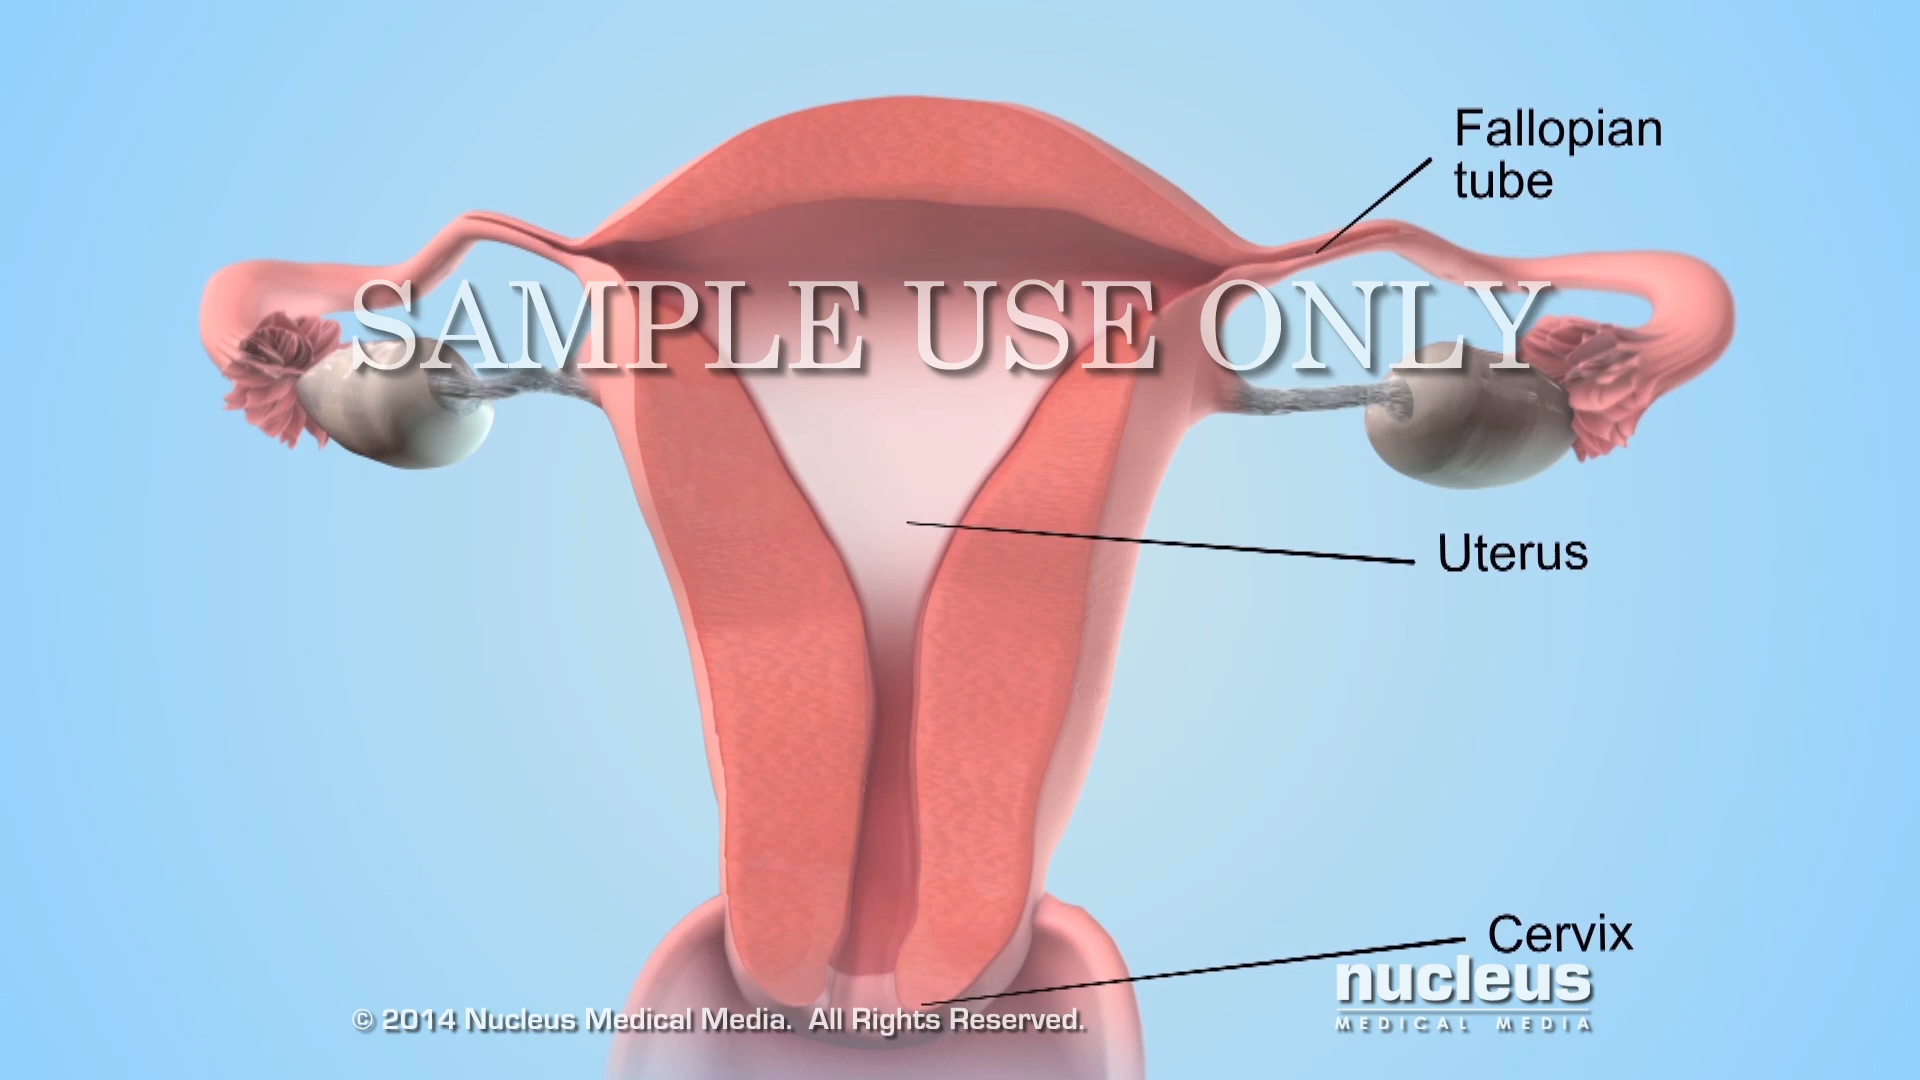 Fallopian
tube
SAMPLE USE ONLY
Uterus
Cervix
nucleus
MEDICAL MEDIA
© 2014 Nucleus Medical Media. All Rights Reserved.